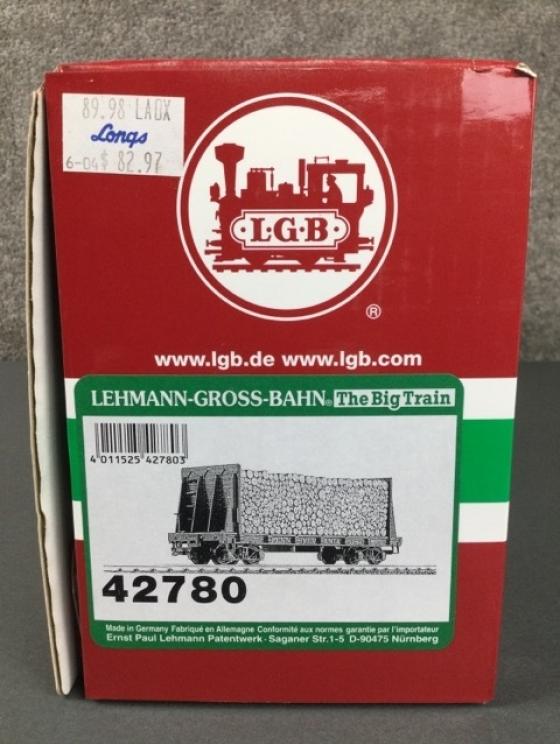 89.98 LADX
Longs
6-04$ 82.97
L·G·B
®
www.lgb.de www.lgb.com
LEHMANN-GROSS-BAHN® The Big Train
4 011525 427803
42780
Made in Germany Fabriqué en Allemagne Conformité aux normes garantie par l'importateur
Ernst Paul Lehmann Patentwerk · Saganer Str.1-5 D-90475 Nürnberg